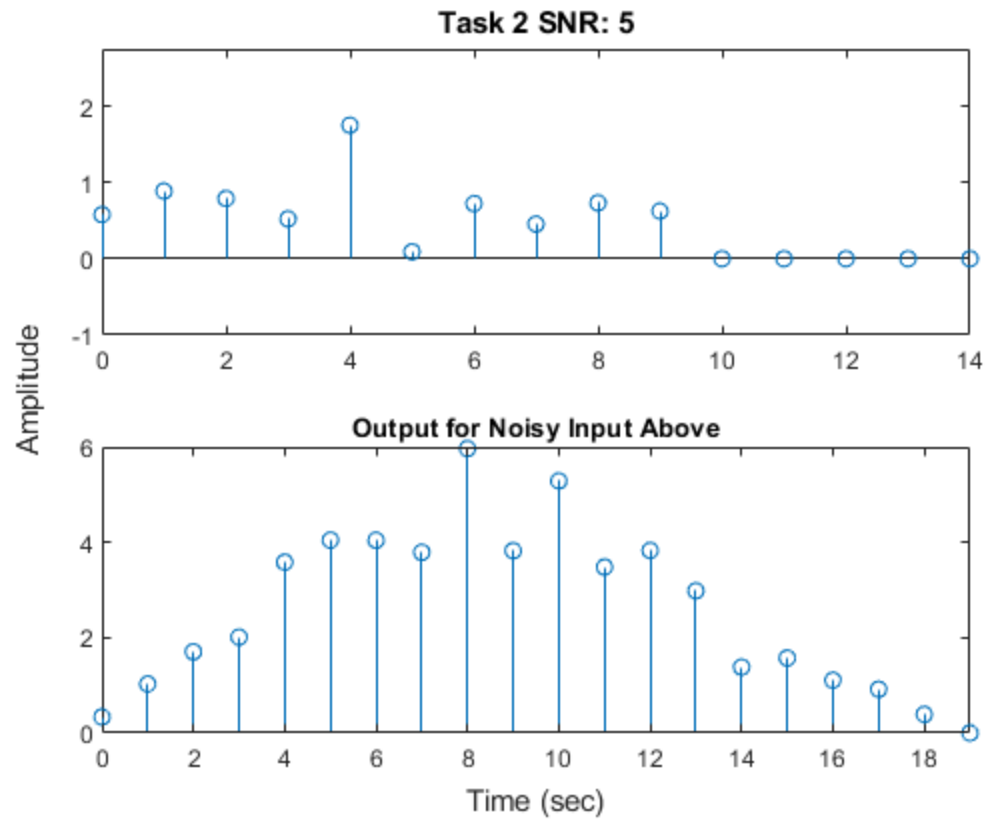 Task 2 SNR: 5
2
1
0
-1
0 2 4 6 8 10 12 14
Amplitude
Output for Noisy Input Above
6
4
2
0
0 2 4 6 8 10 12 14 16 18
Time (sec)